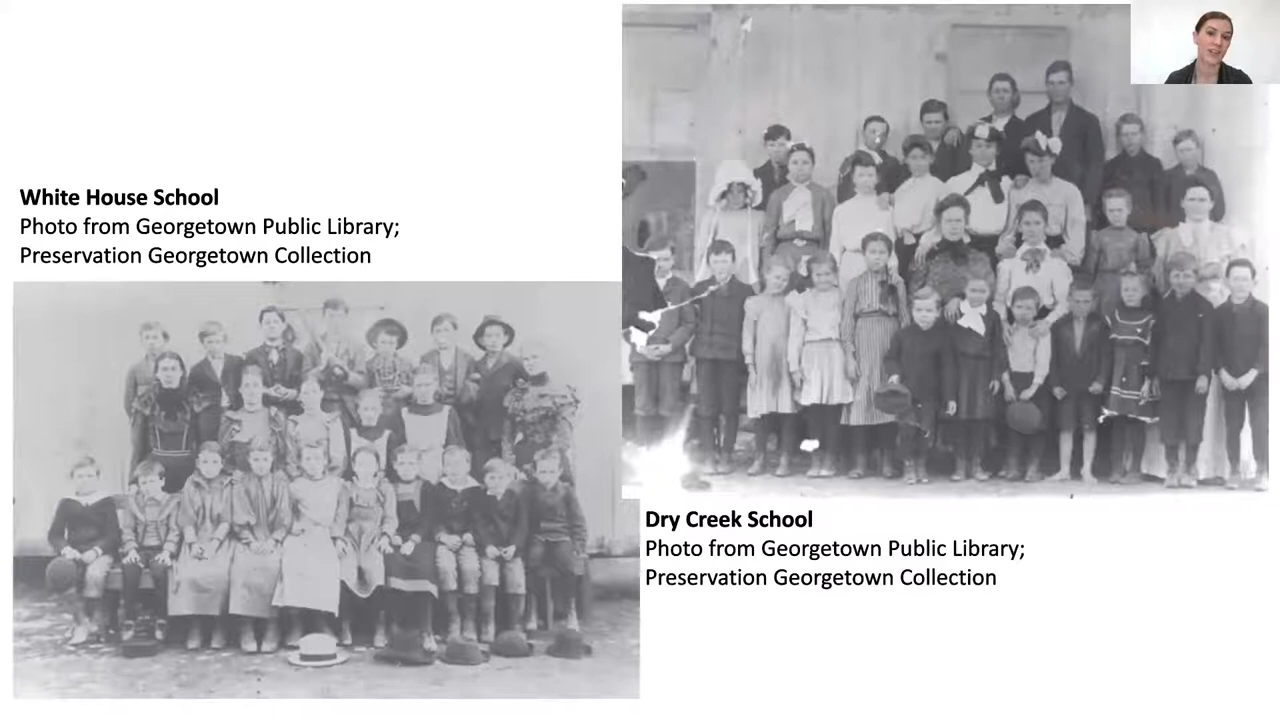 White House School
Photo from Georgetown Public Library;
Preservation Georgetown Collection
Dry Creek School
Photo from Georgetown Public Library;
Preservation Georgetown Collection